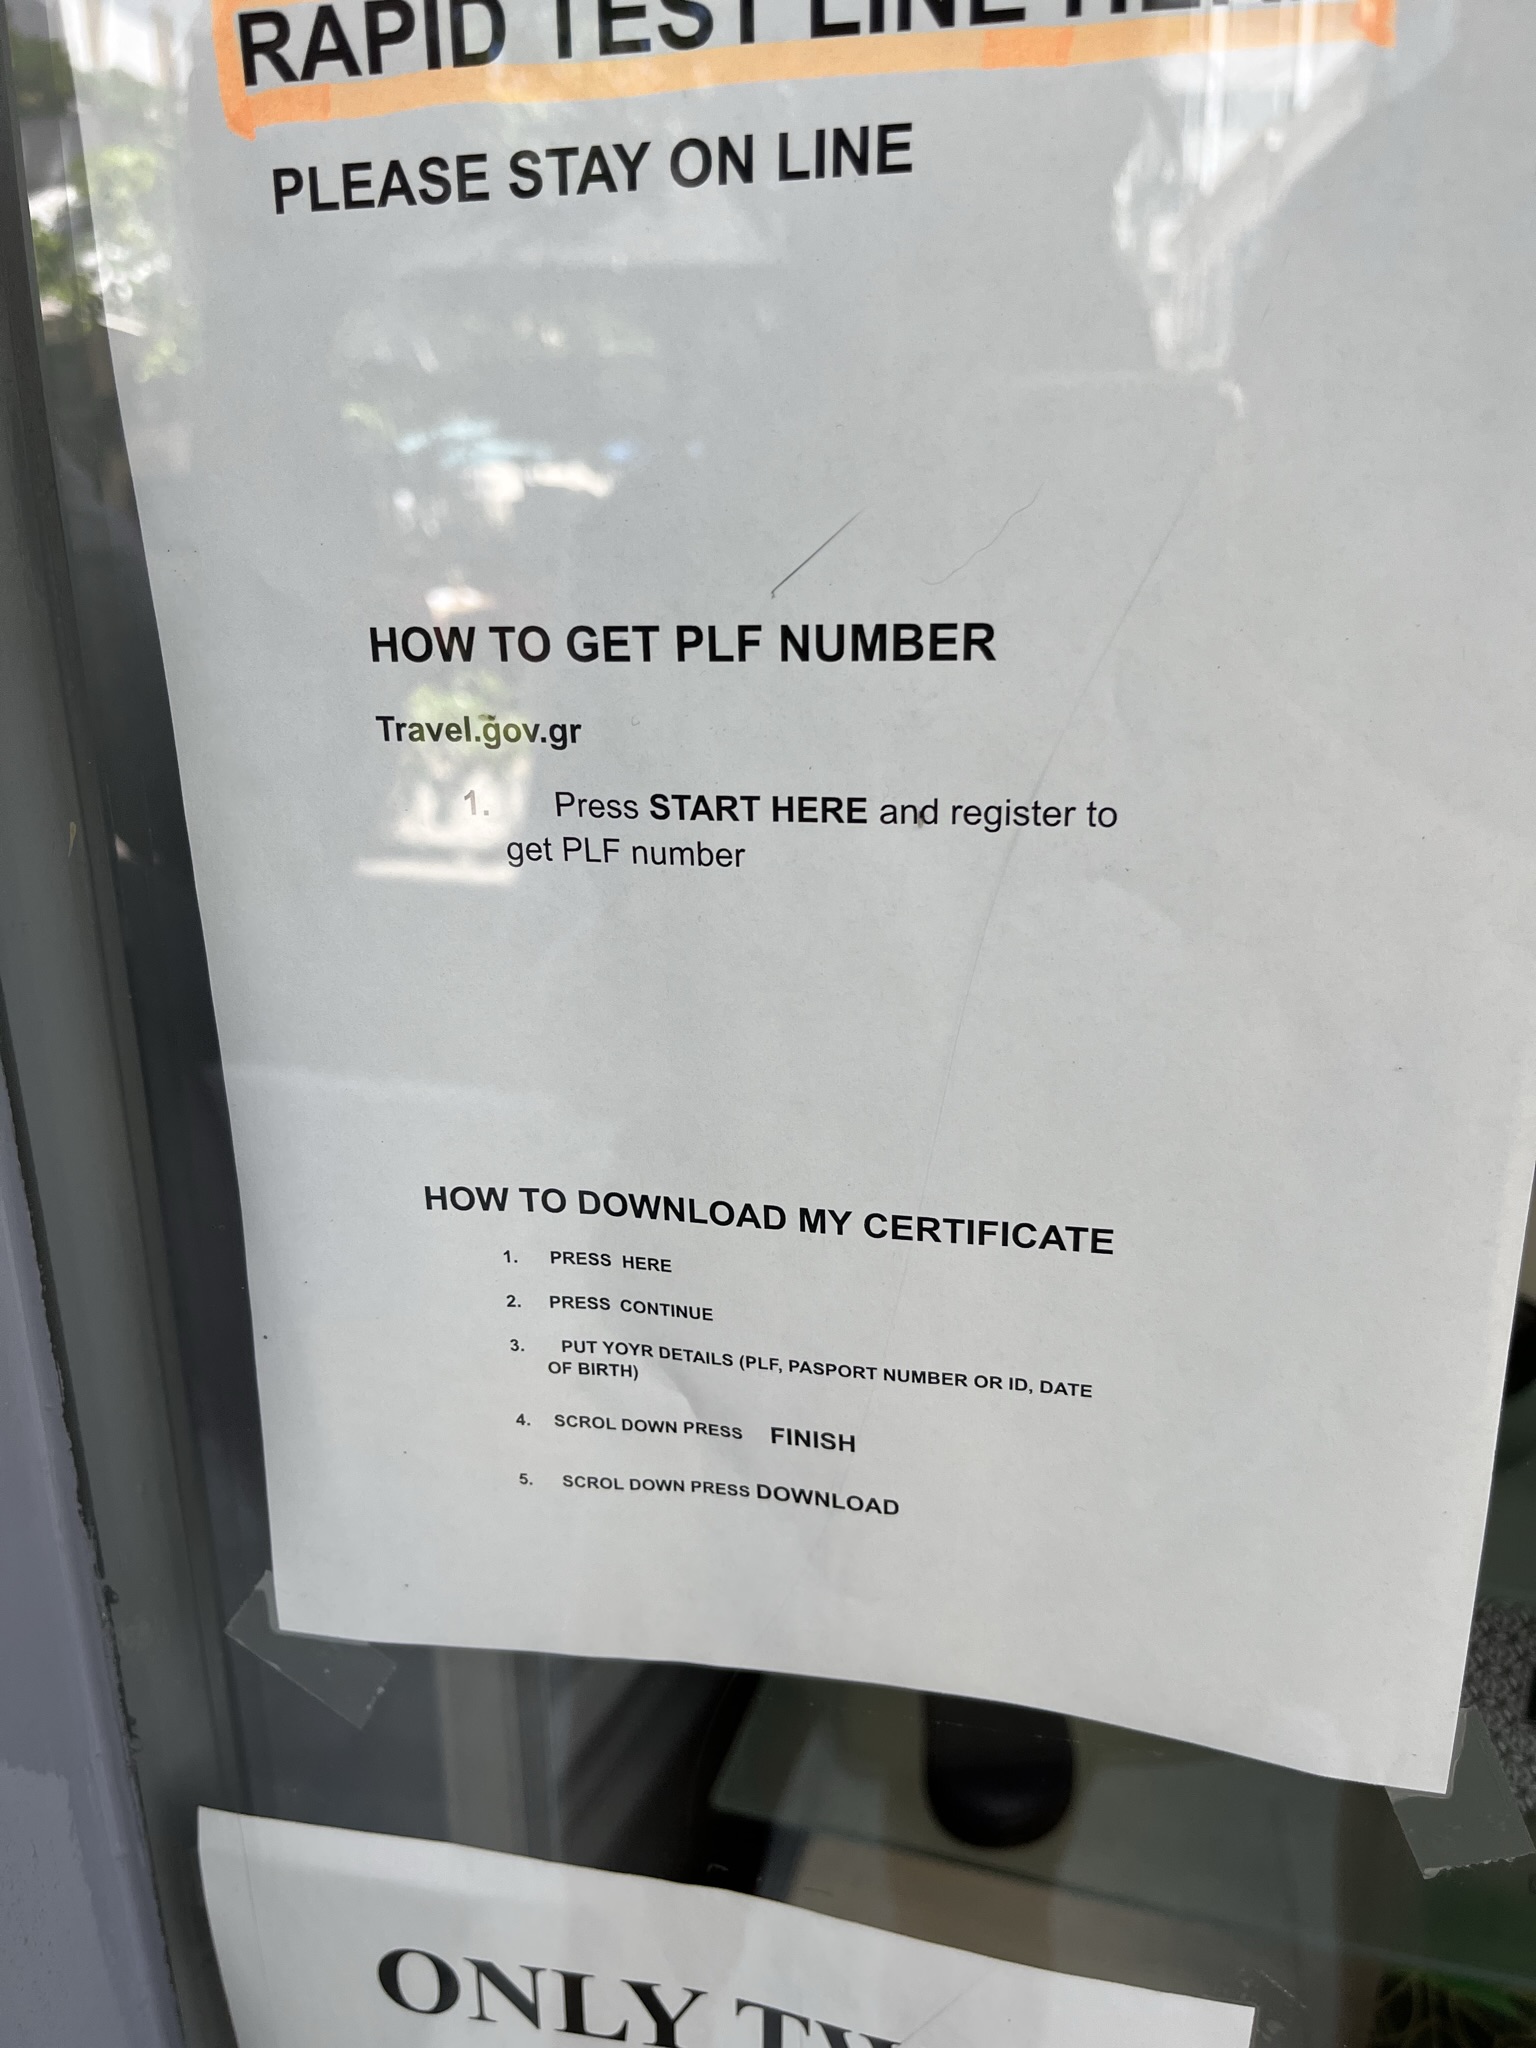 RAPID TEST LINE HERE
PLEASE STAY ON LINE
HOW TO GET PLF NUMBER
Travel.gov.gr
1. Press START HERE and register to
get PLF number
HOW TO DOWNLOAD MY CERTIFICATE
1. PRESS HERE
2. PRESS CONTINUE
3. PUT YOYR DETAILS (PLF, PASPORT NUMBER OR ID, DATE
OF BIRTH)
4. SCROL DOWN PRESS FINISH
5. SCROL DOWN PRESS DOWNLOAD
ONLY